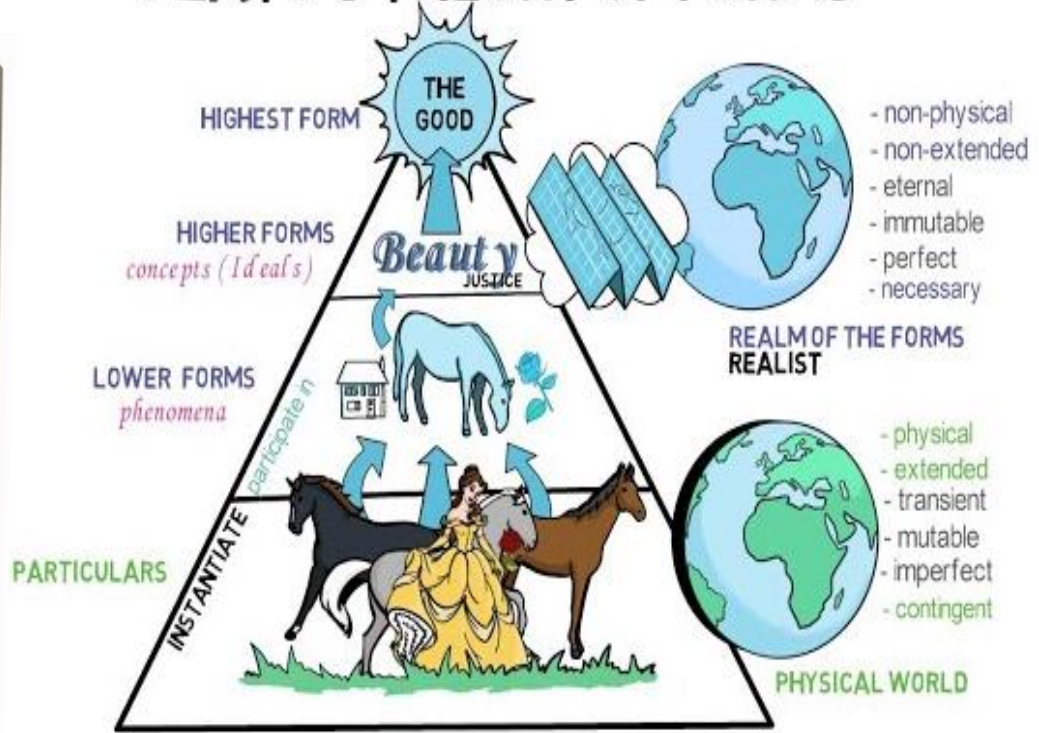 THE
GOOD
HIGHEST FORM
- non-physical
- non-extended
- eternal
- immutable
- perfect
- necessary
HIGHER FORMS
concepts (Ideals)
Beauty
JUSTICE
REALM OF THE FORMS
REALIST
LOWER FORMS
phenomena
particpate in
- physical
- extended
- transient
- mutable
- imperfect
- contingent
PARTICULARS
INSTANTIATE
PHYSICAL WORLD